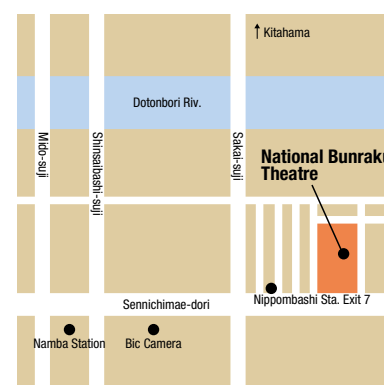 Kitahama
Dotonbori Riv.
Mido-suji
Shinsaibashi-suji
Sakai-suji
National Bunraku
Theatre
Nippombashi Sta. Exit 7
Sennichimae-dori
Namba Station
Bic Camera